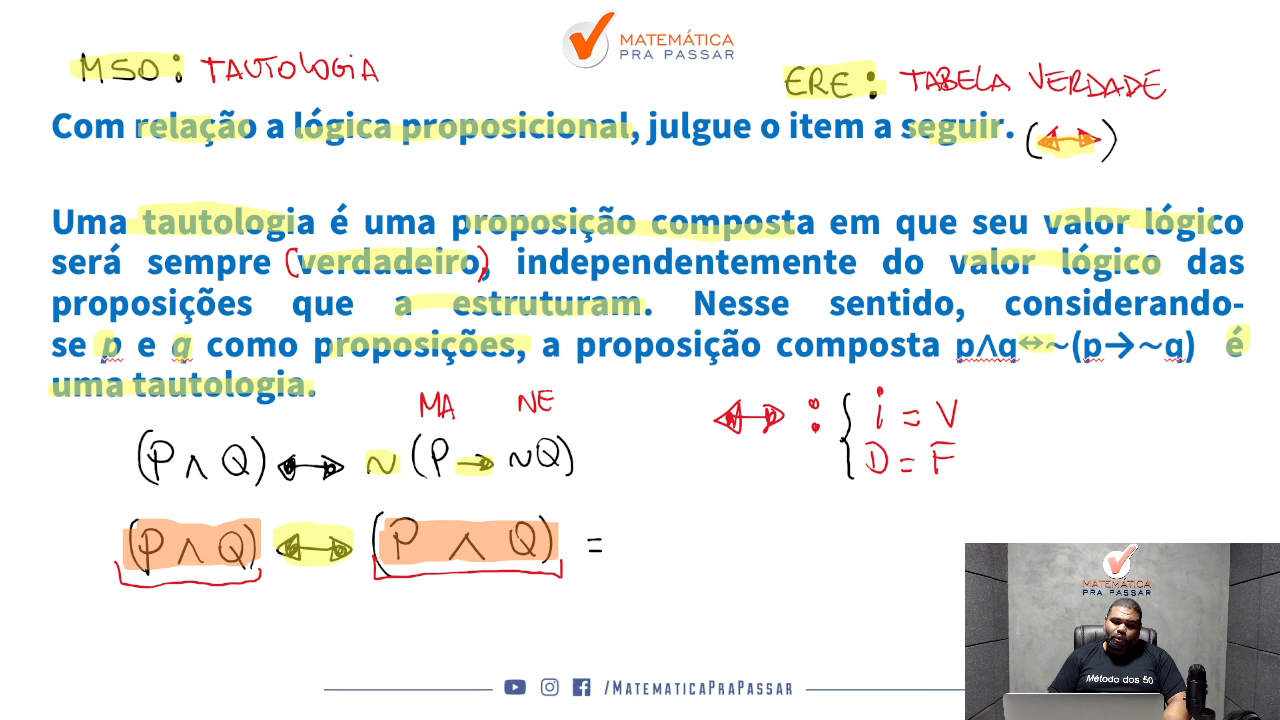 MATEMÁTICA
PRA PASSAR
MSO: TAUTOLOGIA
ERE: TABELA VERDADE
Com relação a lógica proposicional, julgue o item a seguir.
(↔)
Uma tautologia é uma proposição composta em que seu valor lógico
será sempre (verdadeiro), independentemente do valor lógico das
proposições que a estruturam. Nesse sentido, considerando-
se p e q como proposições, a proposição composta p∧q↔~(p→~q) é
uma tautologia.
MA NE
(P ∧ Q) ↔ ~(P → ~Q)
↔ : { i = V
D = F
(P ∧ Q) ↔ (P ∧ Q) =
MATEMÁTICA
PRA PASSAR
Método dos 50
/MATEMATICAPRAPASSAR